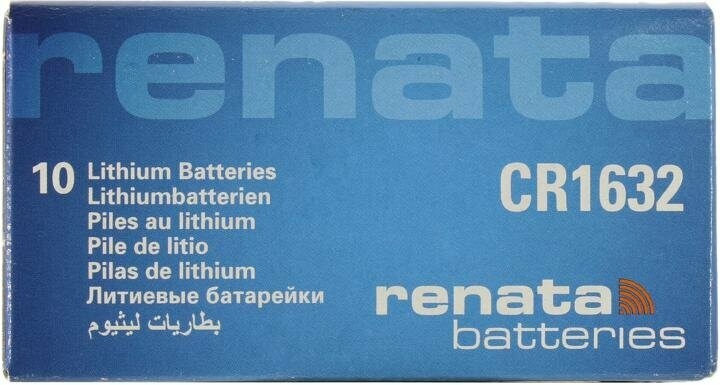 renata
10 Lithium Batteries
Lithiumbatterien
Piles au lithium
Pile de litio
Pilas de lithium
Литиевые батарейки
بطاريات ليثيوم
CR1632
renata
batteries